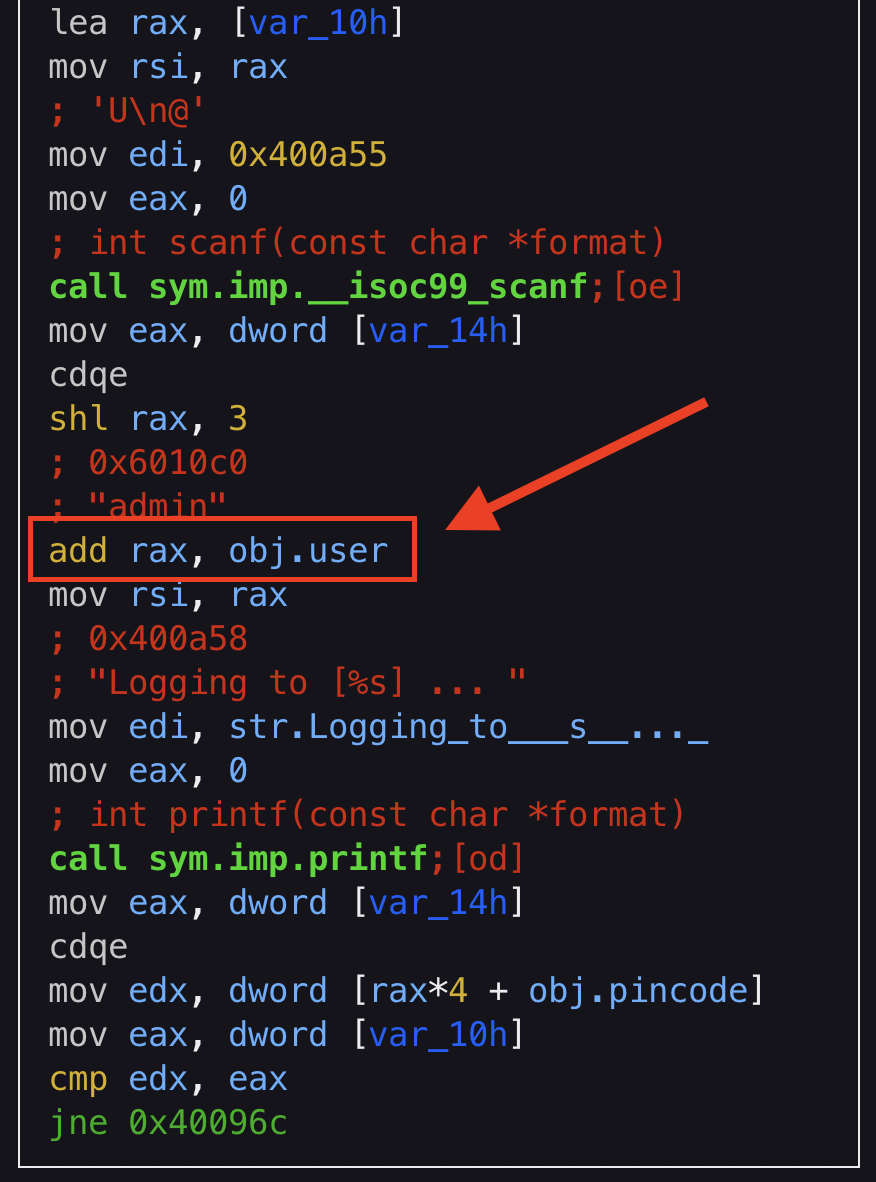 lea rax, [var_10h]
mov rsi, rax
; 'U\n@'
mov edi, 0x400a55
mov eax, 0
; int scanf(const char *format)
call sym.imp.__isoc99_scanf;[oe]
mov eax, dword [var_14h]
cdqe
shl rax, 3
; 0x6010c0
; "admin"
add rax, obj.user
mov rsi, rax
; 0x400a58
; "Logging to [%s] ... "
mov edi, str.Logging_to___s__..._
mov eax, 0
; int printf(const char *format)
call sym.imp.printf;[od]
mov eax, dword [var_14h]
cdqe
mov edx, dword [rax*4 + obj.pincode]
mov eax, dword [var_10h]
cmp edx, eax
jne 0x40096c